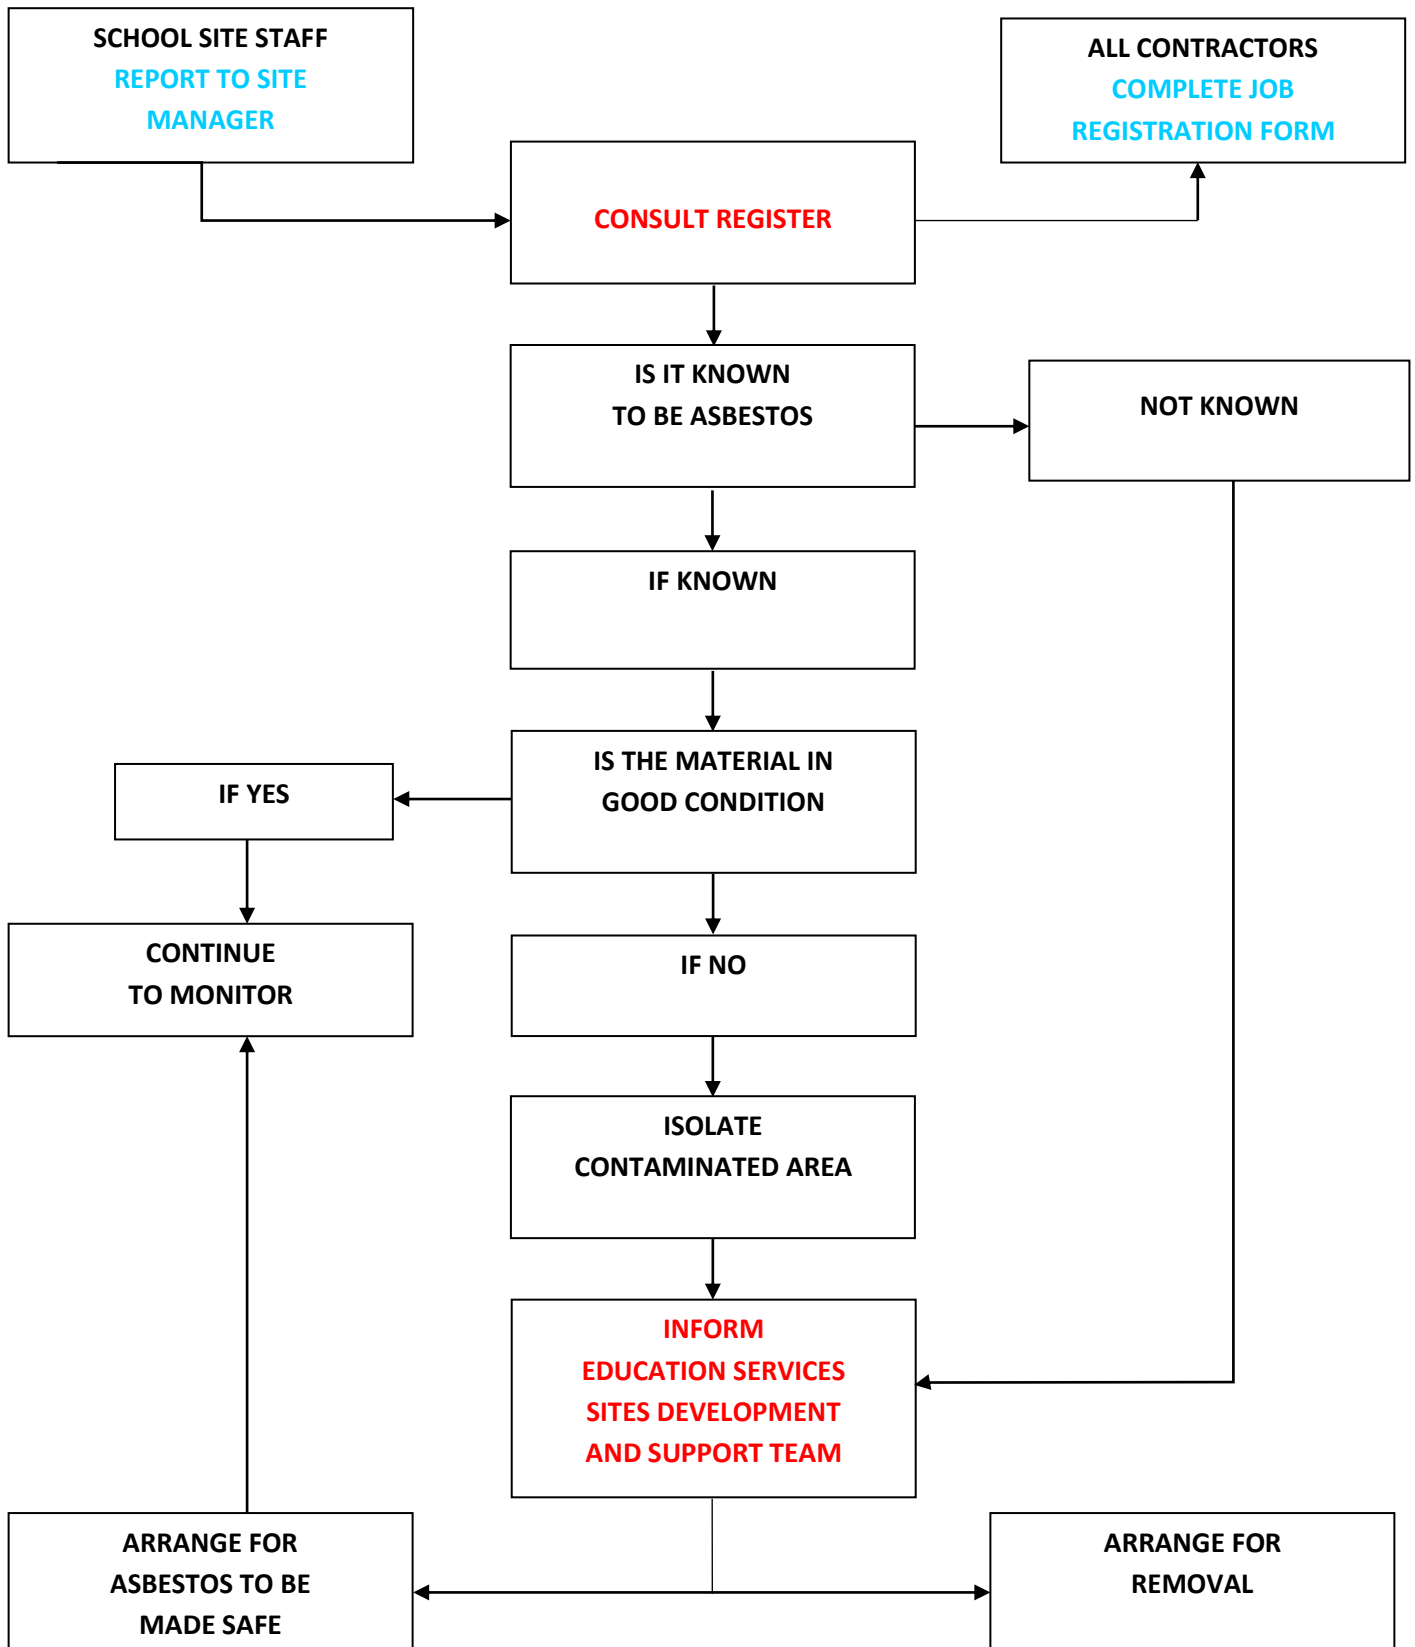 SCHOOL SITE STAFF
REPORT TO SITE
MANAGER
ALL CONTRACTORS
COMPLETE JOB
REGISTRATION FORM
CONSULT REGISTER
IS IT KNOWN
TO BE ASBESTOS
NOT KNOWN
IF KNOWN
IS THE MATERIAL IN
GOOD CONDITION
IF YES
CONTINUE
TO MONITOR
IF NO
ISOLATE
CONTAMINATED AREA
INFORM
EDUCATION SERVICES
SITES DEVELOPMENT
AND SUPPORT TEAM
ARRANGE FOR
ASBESTOS TO BE
MADE SAFE
ARRANGE FOR
REMOVAL